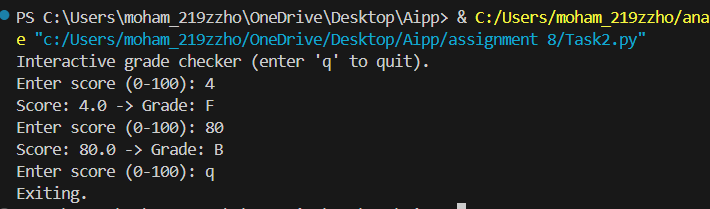 PS C:\Users\moham_219zzho\OneDrive\Desktop\Aipp> & C:/Users/moham_219zzho/ana
e "c:/Users/moham_219zzho/OneDrive/Desktop/Aipp/assignment 8/Task2.py"
Interactive grade checker (enter 'q' to quit).
Enter score (0-100): 4
Score: 4.0 -> Grade: F
Enter score (0-100): 80
Score: 80.0 -> Grade: B
Enter score (0-100): q
Exiting.